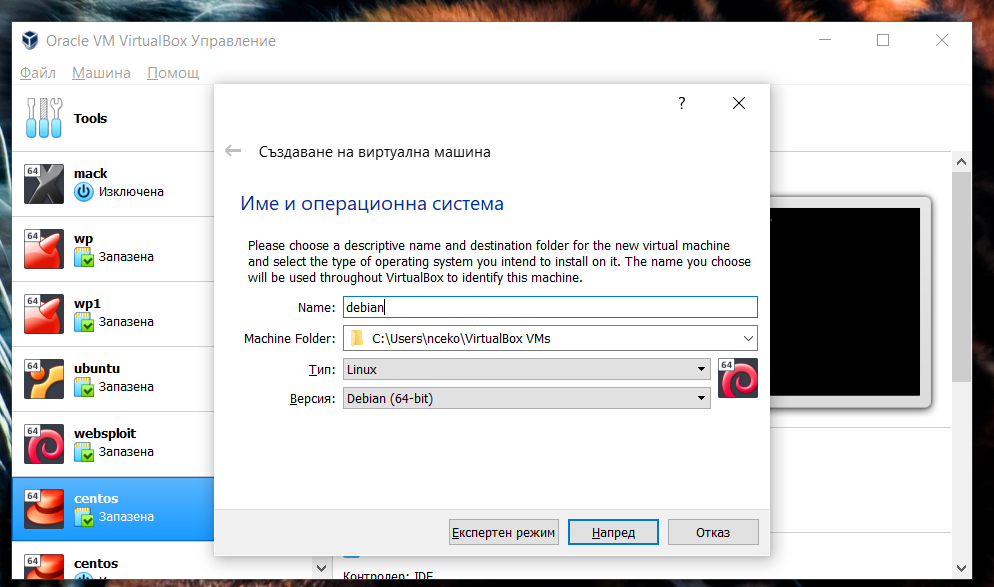 Oracle VM VirtualBox Управление
Файл Машина Помощ
Tools
64
mack
Изключена
64
wp
Запазена
64
wp1
Запазена
64
ubuntu
Запазена
64
websploit
Запазена
64
centos
Запазена
64
centos
?
Създаване на виртуална машина
Име и операционна система
Please choose a descriptive name and destination folder for the new virtual machine
and select the type of operating system you intend to install on it. The name you choose
will be used throughout VirtualBox to identify this machine.
Name: debian
Machine Folder: C:\Users\nceko\VirtualBox VMs
Тип: Linux
64
Версия: Debian (64-bit)
Експертен режим Напред Отказ
Контролер: IDE